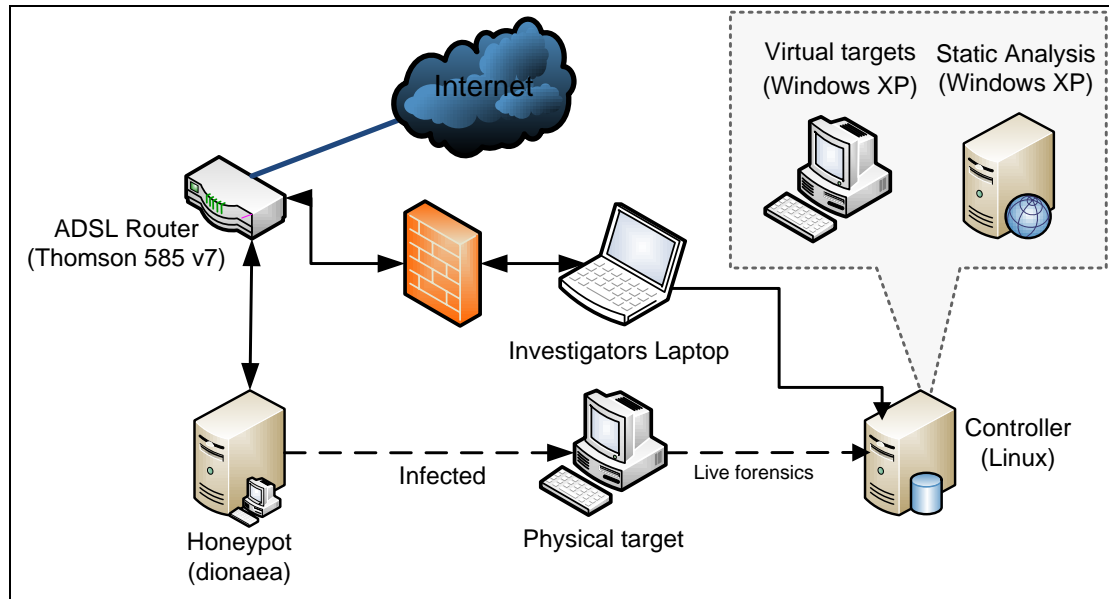 Internet
Virtual targets
(Windows XP)
Static Analysis
(Windows XP)
ADSL Router
(Thomson 585 v7)
Investigators Laptop
Controller
(Linux)
Infected
Live forensics
Physical target
Honeypot
(dionaea)